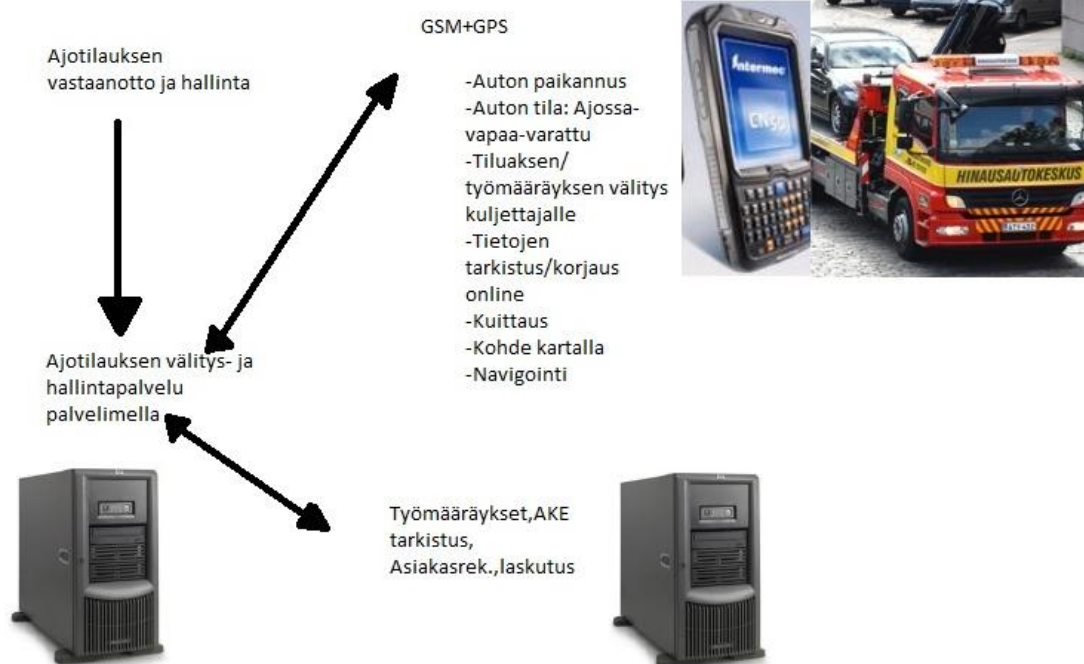 Ajotilauksen
vastaanotto ja hallinta
GSM+GPS
-Auton paikannus
-Auton tila: Ajossa-
vapaa-varattu
-Tiluaksen/
työmääräyksen välitys
kuljettajalle
-Tietojen
tarkistus/korjaus
online
-Kuittaus
-Kohde kartalla
-Navigointi
Intermec
CN50
HINAUSAUTOKESKUS
Ajotilauksen välitys- ja
hallintapalvelu
palvelimella
Työmääräykset,AKE
tarkistus,
Asiakasrek.,laskutus